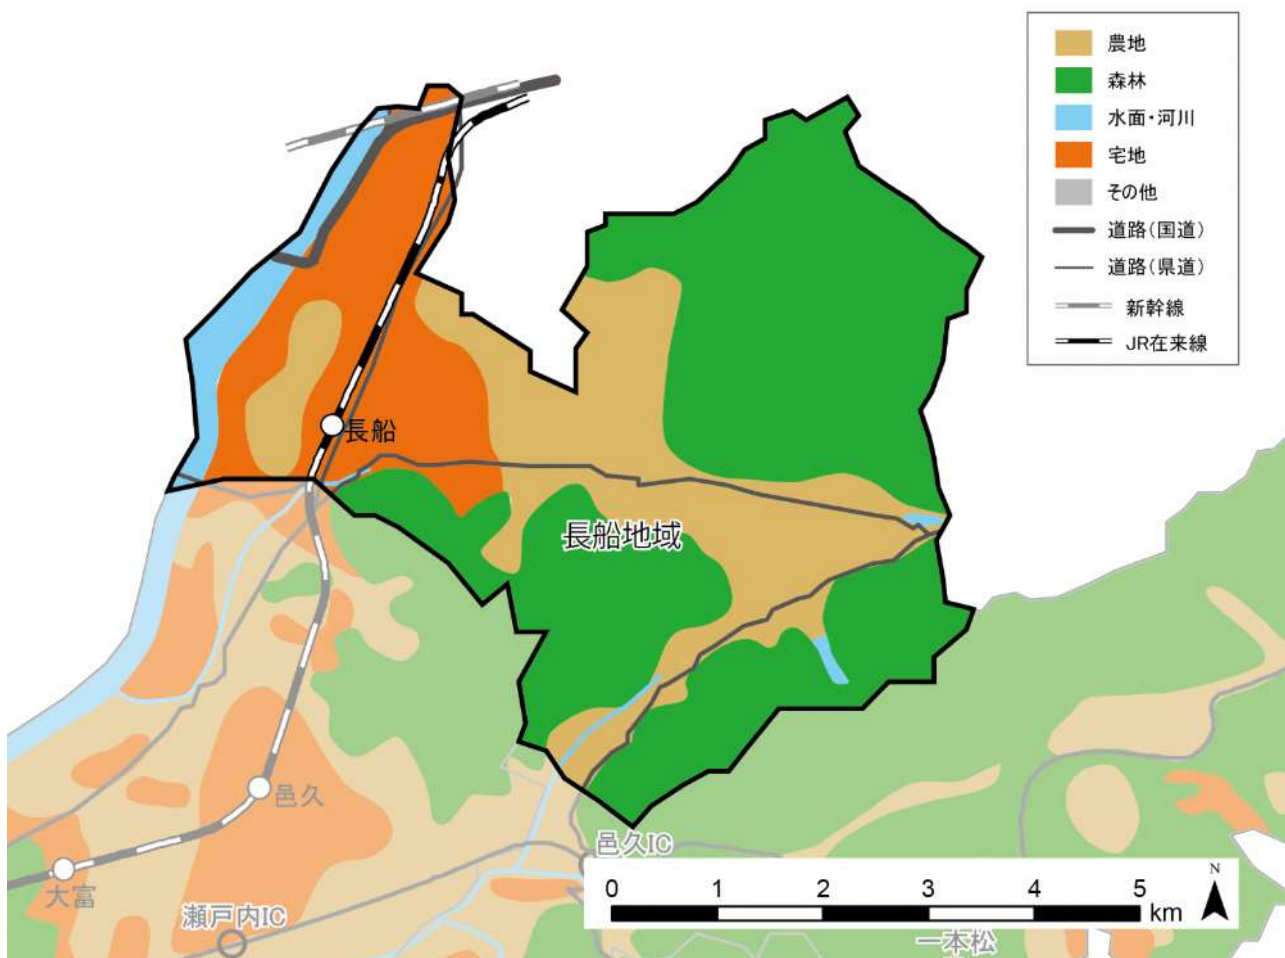 農地
森林
水面・河川
宅地
その他
道路(国道)
道路(県道)
新幹線
JR在来線
長船
長船地域
邑久
大富
瀬戸内IC
邑久IC
N
0 1 2 3 4 5
km
一本松